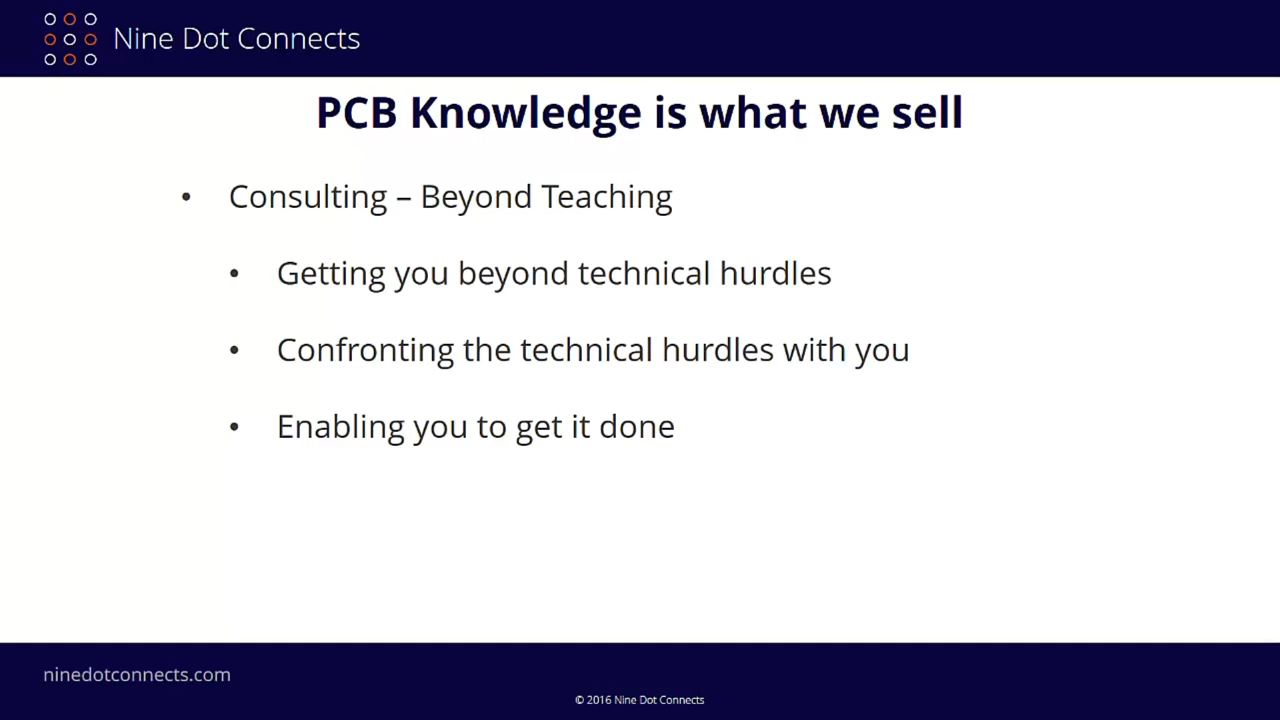 Nine Dot Connects
PCB Knowledge is what we sell
• Consulting – Beyond Teaching
• Getting you beyond technical hurdles
• Confronting the technical hurdles with you
• Enabling you to get it done
ninedotconnects.com
© 2016 Nine Dot Connects